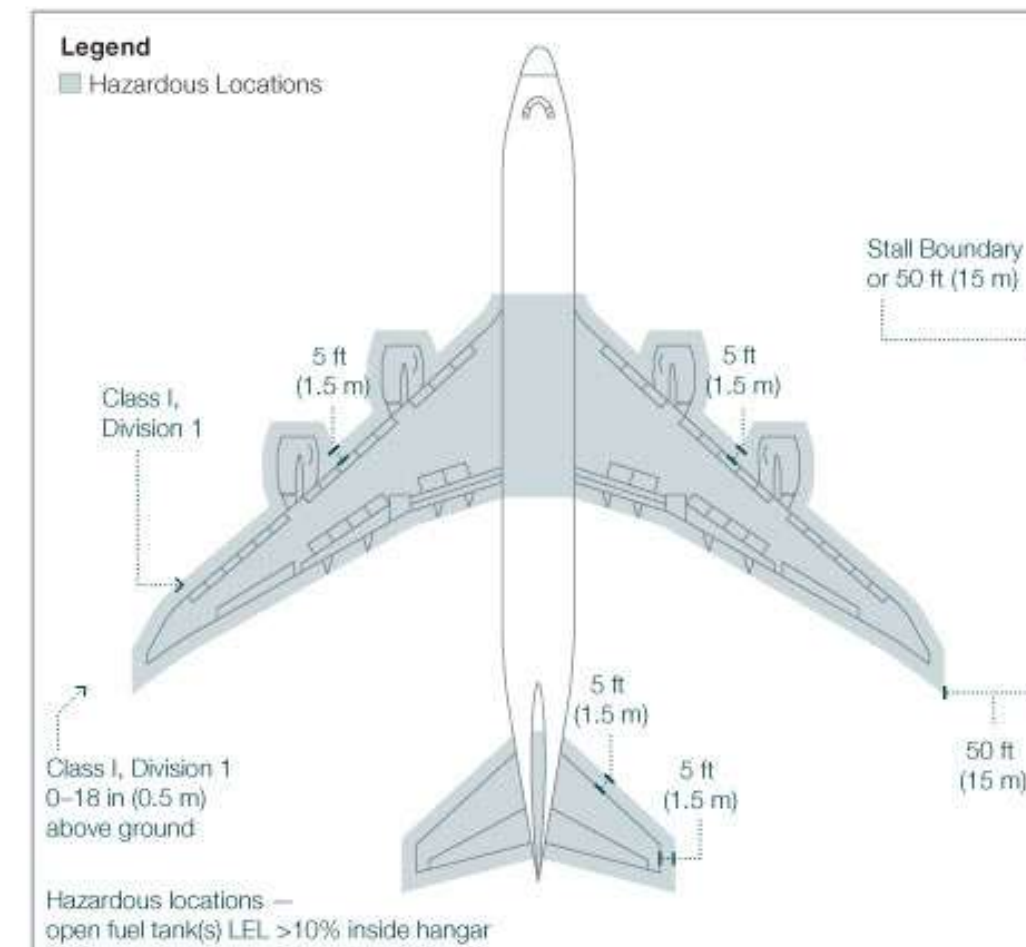 Legend
Hazardous Locations
Stall Boundary
or 50 ft (15 m)
5 ft
(1.5 m)
5 ft
(1.5 m)
Class I,
Division 1
5 ft
(1.5 m)
5 ft
(1.5 m)
50 ft
(15 m)
Class I, Division 1
0–18 in (0.5 m)
above ground
Hazardous locations —
open fuel tank(s) LEL >10% inside hangar